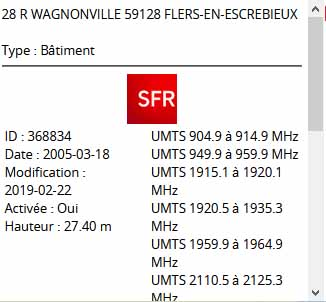 28 R WAGNONVILLE 59128 FLERS-EN-ESCREBIEUX
Type : Bâtiment
SFR
ID : 368834
Date : 2005-03-18
Modification :
2019-02-22
Activée : Oui
Hauteur : 27.40 m
UMTS 904.9 à 914.9 MHz
UMTS 949.9 à 959.9 MHz
UMTS 1915.1 à 1920.1
MHz
UMTS 1920.5 à 1935.3
MHz
UMTS 1959.9 à 1964.9
MHz
UMTS 2110.5 à 2125.3
MHz